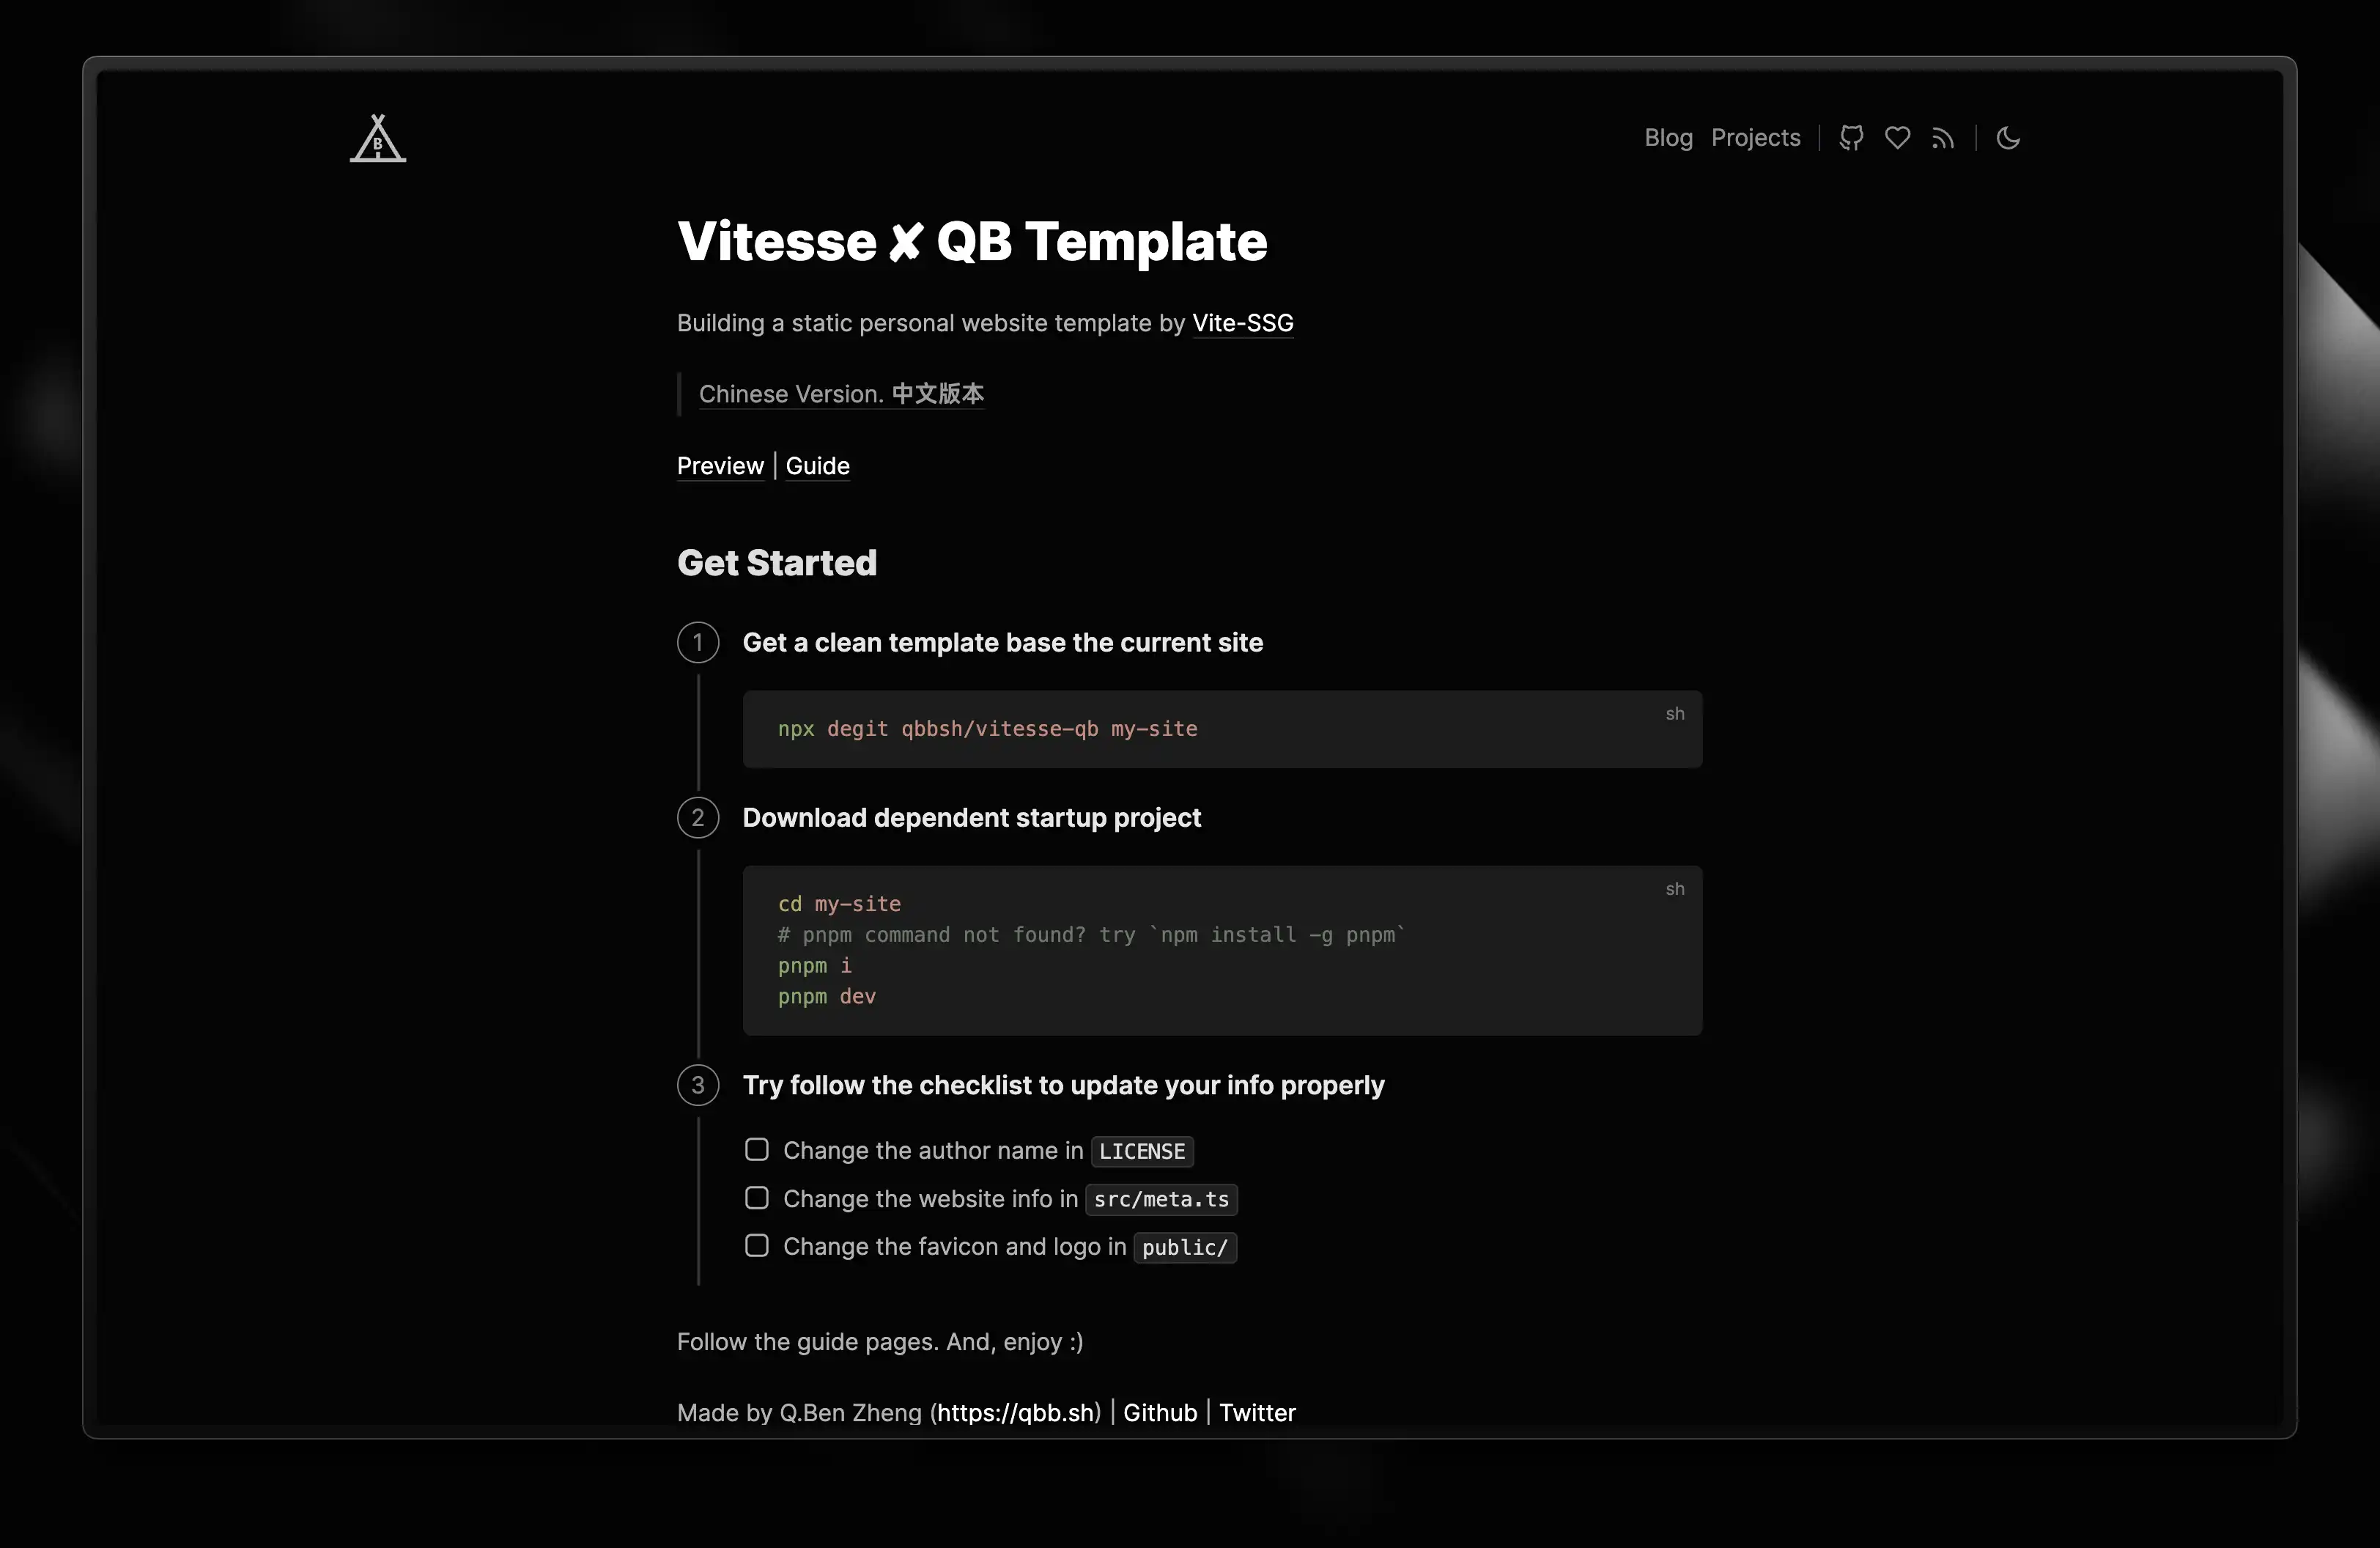 B
Blog Projects
Vitesse ✘ QB Template
Building a static personal website template by Vite-SSG
Chinese Version. 中文版本
Preview | Guide
Get Started
1 Get a clean template base the current site
sh
npx degit qbbsh/vitesse-qb my-site
2 Download dependent startup project
sh
cd my-site
# pnpm command not found? try `npm install -g pnpm`
pnpm i
pnpm dev
3 Try follow the checklist to update your info properly
Change the author name in LICENSE
Change the website info in src/meta.ts
Change the favicon and logo in public/
Follow the guide pages. And, enjoy :)
Made by Q.Ben Zheng (https://qbb.sh) | Github | Twitter